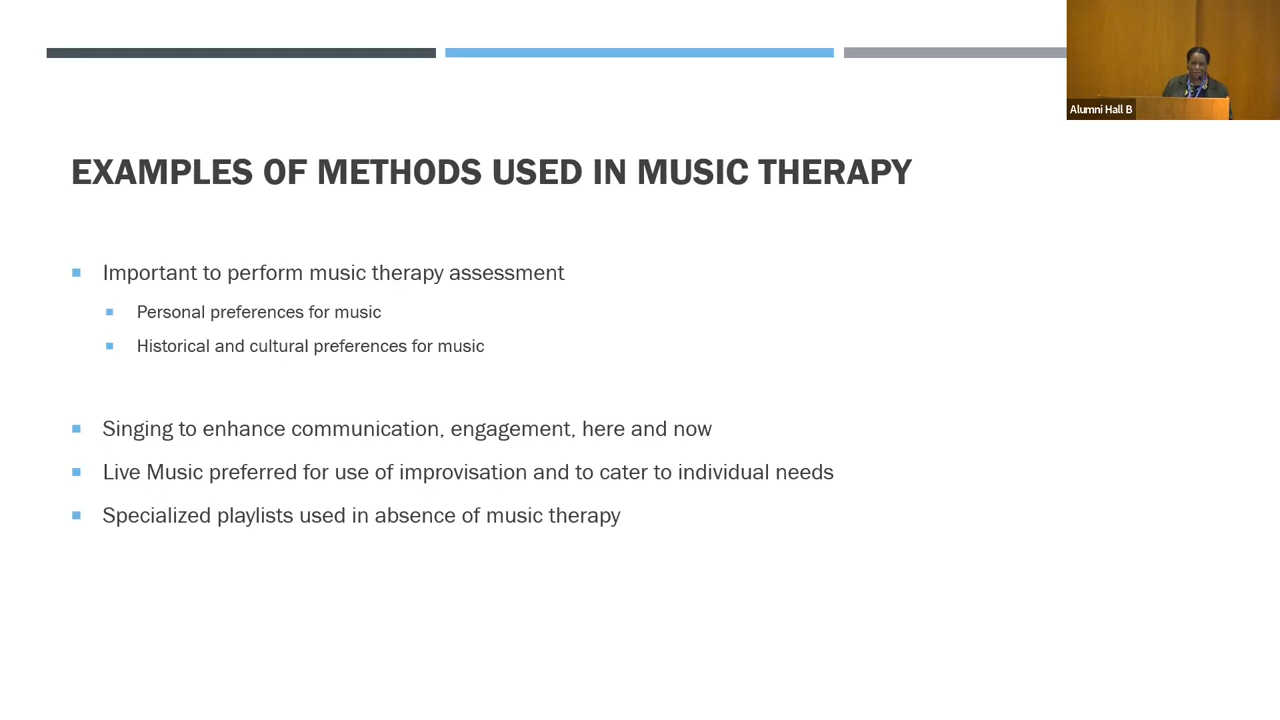 Alumni Hall B
EXAMPLES OF METHODS USED IN MUSIC THERAPY
Important to perform music therapy assessment
Personal preferences for music
Historical and cultural preferences for music
Singing to enhance communication, engagement, here and now
Live Music preferred for use of improvisation and to cater to individual needs
Specialized playlists used in absence of music therapy